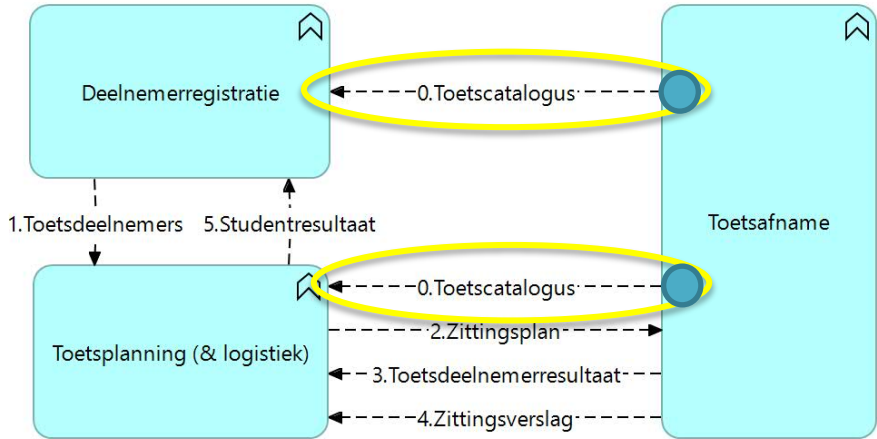 Deelnemerregistratie
0.Toetscatalogus
1.Toetsdeelnemers
5.Studentresultaat
Toetsafname
0.Toetscatalogus
2.Zittingsplan
Toetsplanning (& logistiek)
3.Toetsdeelnemerresultaat
4.Zittingsverslag